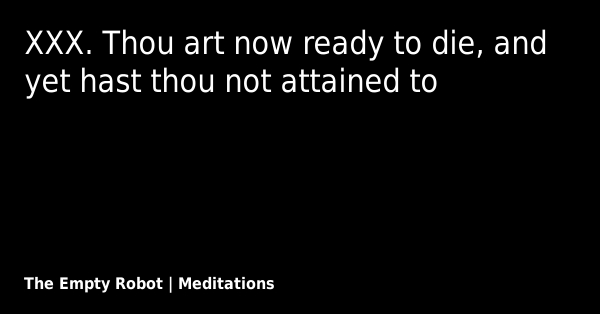 XXX. Thou art now ready to die, and
yet hast thou not attained to
The Empty Robot | Meditations